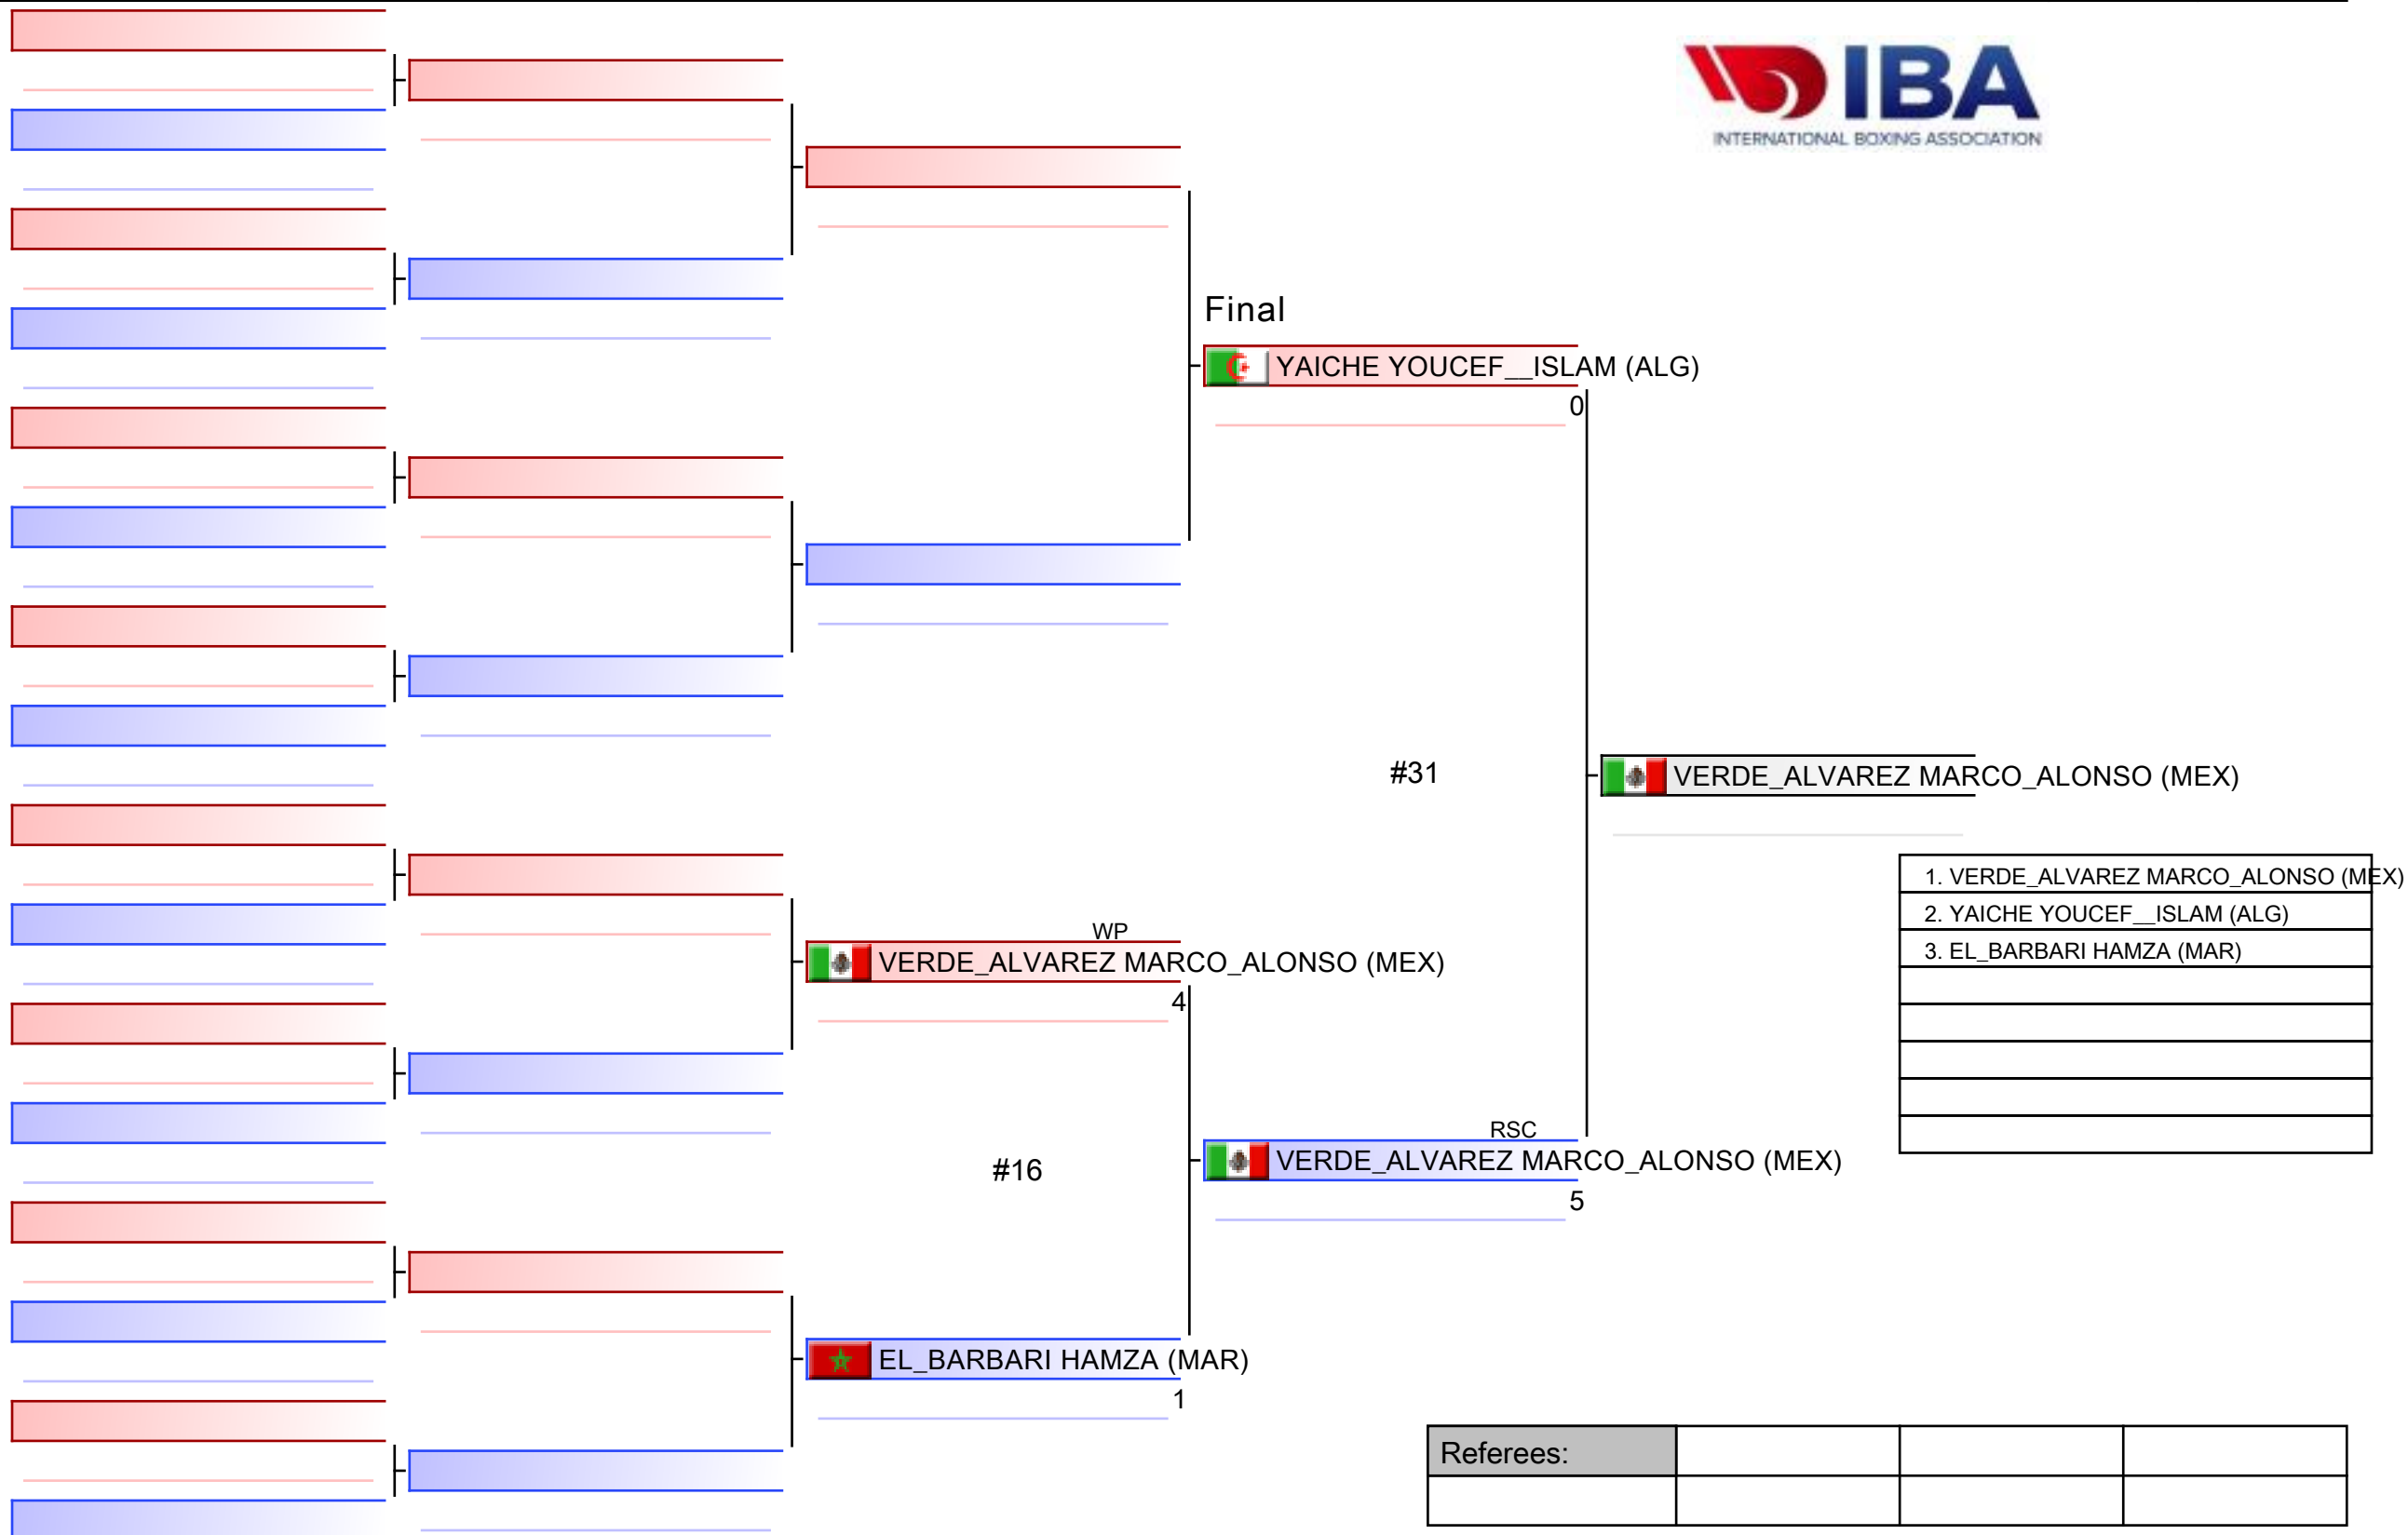 IBA
INTERNATIONAL BOXING ASSOCIATION
Final
YAICHE YOUCEF__ISLAM (ALG)
0
#31
VERDE_ALVAREZ MARCO_ALONSO (MEX)
1. VERDE_ALVAREZ MARCO_ALONSO (MEX)
2. YAICHE YOUCEF__ISLAM (ALG)
3. EL_BARBARI HAMZA (MAR)
WP
VERDE_ALVAREZ MARCO_ALONSO (MEX)
4
RSC
#16
VERDE_ALVAREZ MARCO_ALONSO (MEX)
5
EL_BARBARI HAMZA (MAR)
1
Referees: